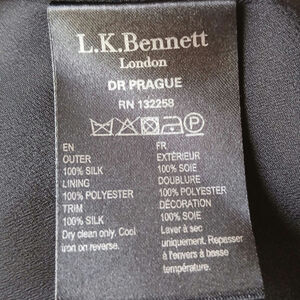 L.K.Bennett
London
DR PRAGUE
RN 132258
EN
OUTER
100% SILK
LINING
100% POLYESTER
TRIM
100% SILK
Dry clean only. Cool
iron on reverse.
FR
EXTÉRIEUR
100% SOIE
DOUBLURE
100% POLYESTER
DÉCORATION
100% SOIE
Laver à sec
uniquement. Repasser
à l'envers à basse
température.